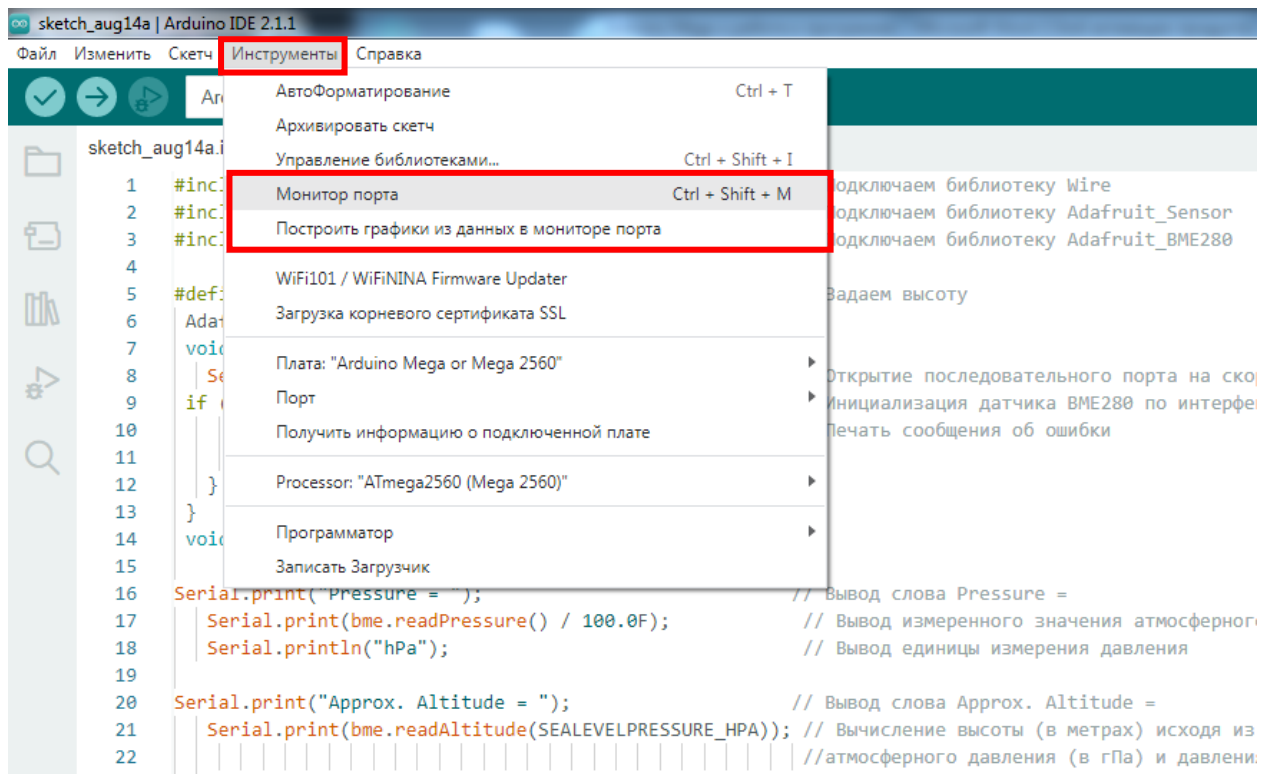 sketch_aug14a | Arduino IDE 2.1.1
Файл Изменить Скетч Инструменты Справка
АвтоФорматирование Ctrl + T
Архивировать скетч
sketch_aug14a.i
Управление библиотеками... Ctrl + Shift + I
1 #incl Монитор порта Ctrl + Shift + M Подключаем библиотеку Wire
2 #incl Подключаем библиотеку Adafruit_Sensor
Построить графики из данных в мониторе порта
3 #incl Подключаем библиотеку Adafruit_BME280
4
WiFi101 / WiFiNINA Firmware Updater
5 #defi Задаем высоту
6 Adaf Загрузка корневого сертификата SSL
7 voic
Плата: "Arduino Mega or Mega 2560"
8 Se Открытие последовательного порта на ско
9 if Порт Инициализация датчика BME280 по интерфе
10 Получить информацию о подключенной плате Печать сообщения об ошибки
11
12 } Processor: "ATmega2560 (Mega 2560)"
13 }
14 voic Программатор
15 Записать Загрузчик
16 Serial.print("Pressure = "); // Вывод слова Pressure =
17 Serial.print(bme.readPressure() / 100.0F); // Вывод измеренного значения атмосферног
18 Serial.println("hPa"); // Вывод единицы измерения давления
19
20 Serial.print("Approx. Altitude = "); // Вывод слова Approx. Altitude =
21 Serial.print(bme.readAltitude(SEALEVELPRESSURE_HPA)); // Вычисление высоты (в метрах) исходя из
22 //атмосферного давления (в гПа) и давлени